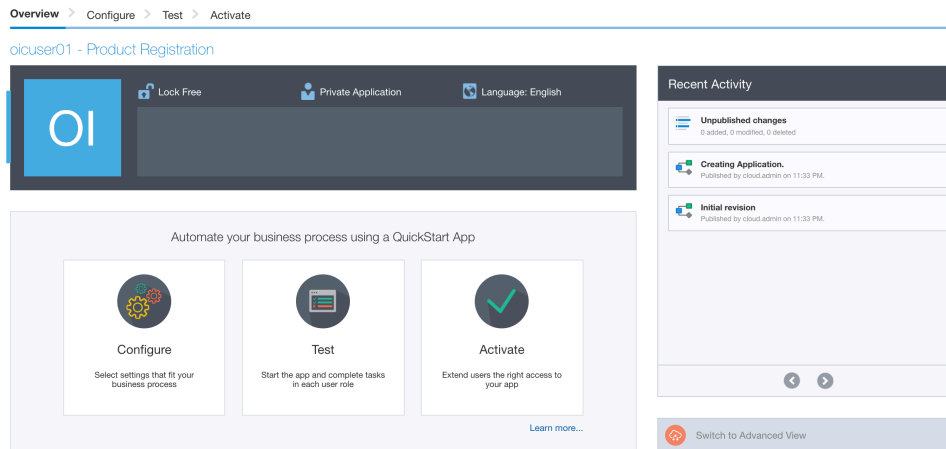 Overview Configure Test Activate
oicuser01 - Product Registration
OI
Lock Free Private Application Language: English
Automate your business process using a QuickStart App
Configure
Select settings that fit your
business process
Test
Start the app and complete tasks
in each user role
Activate
Extend users the right access to
your app
Learn more...
Recent Activity
Unpublished changes
0 added, 0 modified, 0 deleted
Creating Application.
Published by cloud.admin on 11:33 PM.
Initial revision
Published by cloud.admin on 11:33 PM.
Switch to Advanced View